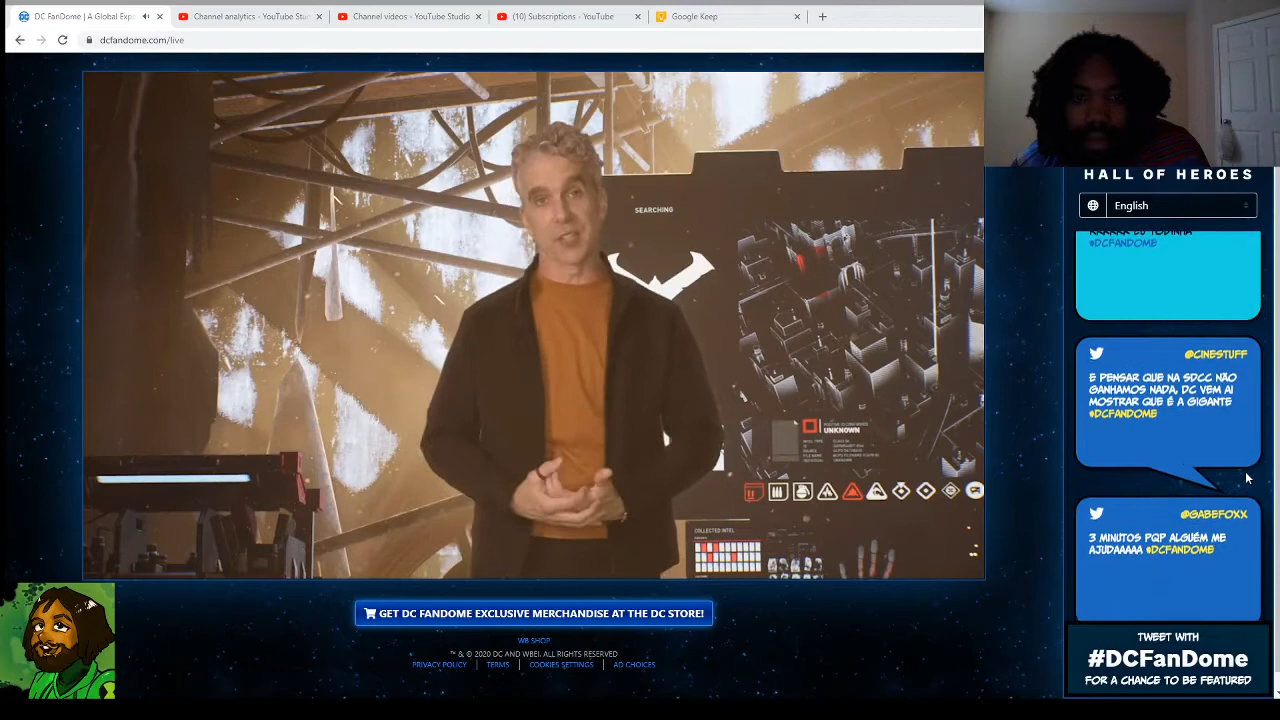 DC FanDome | A Global Expe
Channel analytics - YouTube Stud
Channel videos - YouTube Studio
(10) Subscriptions - YouTube
Google Keep
dcfandome.com/live
SEARCHING
UNKNOWN
COLLECTED INTEL
HALL OF HEROES
English
#DCFANDOME
@CINESTUFF
E PENSAR QUE NA SDCC NÃO
GANHAMOS NADA, DC VEM AI
MOSTRAR QUE É A GIGANTE
#DCFANDOME
@GABEFOXX
3 MINUTOS PQP ALGUÉM ME
AJUDAAAAA #DCFANDOME
TWEET WITH
#DCFanDome
FOR A CHANCE TO BE FEATURED
GET DC FANDOME EXCLUSIVE MERCHANDISE AT THE DC STORE!
WB SHOP
™ & © 2020 DC AND WBEI. ALL RIGHTS RESERVED
PRIVACY POLICY | TERMS | COOKIES SETTINGS | AD CHOICES